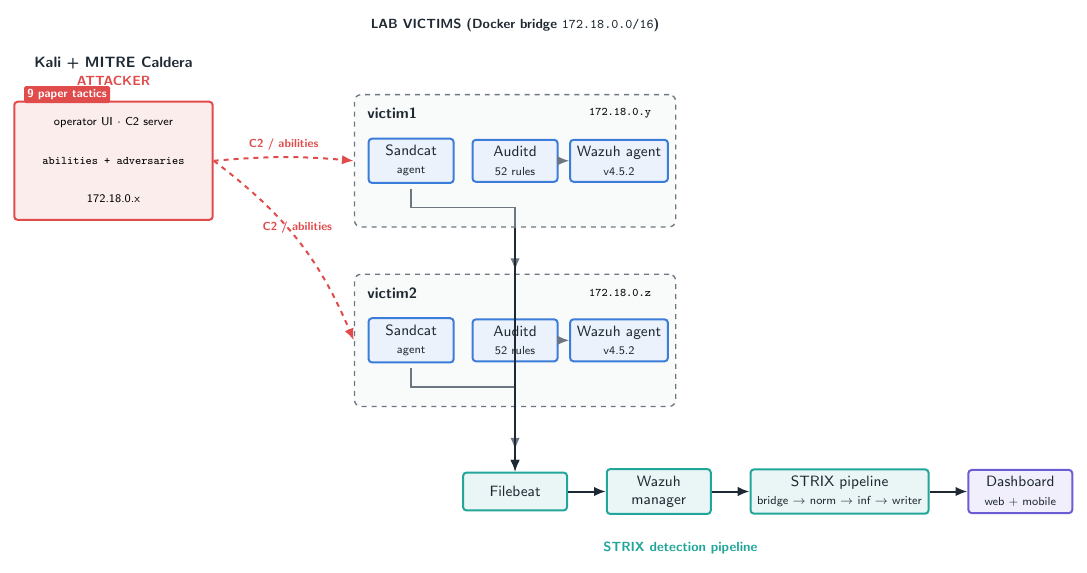 LAB VICTIMS (Docker bridge 172.18.0.0/16)
Kali + MITRE Caldera
ATTACKER
9 paper tactics
operator UI · C2 server
abilities + adversaries
172.18.0.x
C2 / abilities
C2 / abilities
victim1
172.18.0.y
Sandcat
agent
Auditd
52 rules
Wazuh agent
v4.5.2
victim2
172.18.0.z
Sandcat
agent
Auditd
52 rules
Wazuh agent
v4.5.2
Filebeat
Wazuh
manager
STRIX pipeline
bridge → norm → inf → writer
Dashboard
web + mobile
STRIX detection pipeline